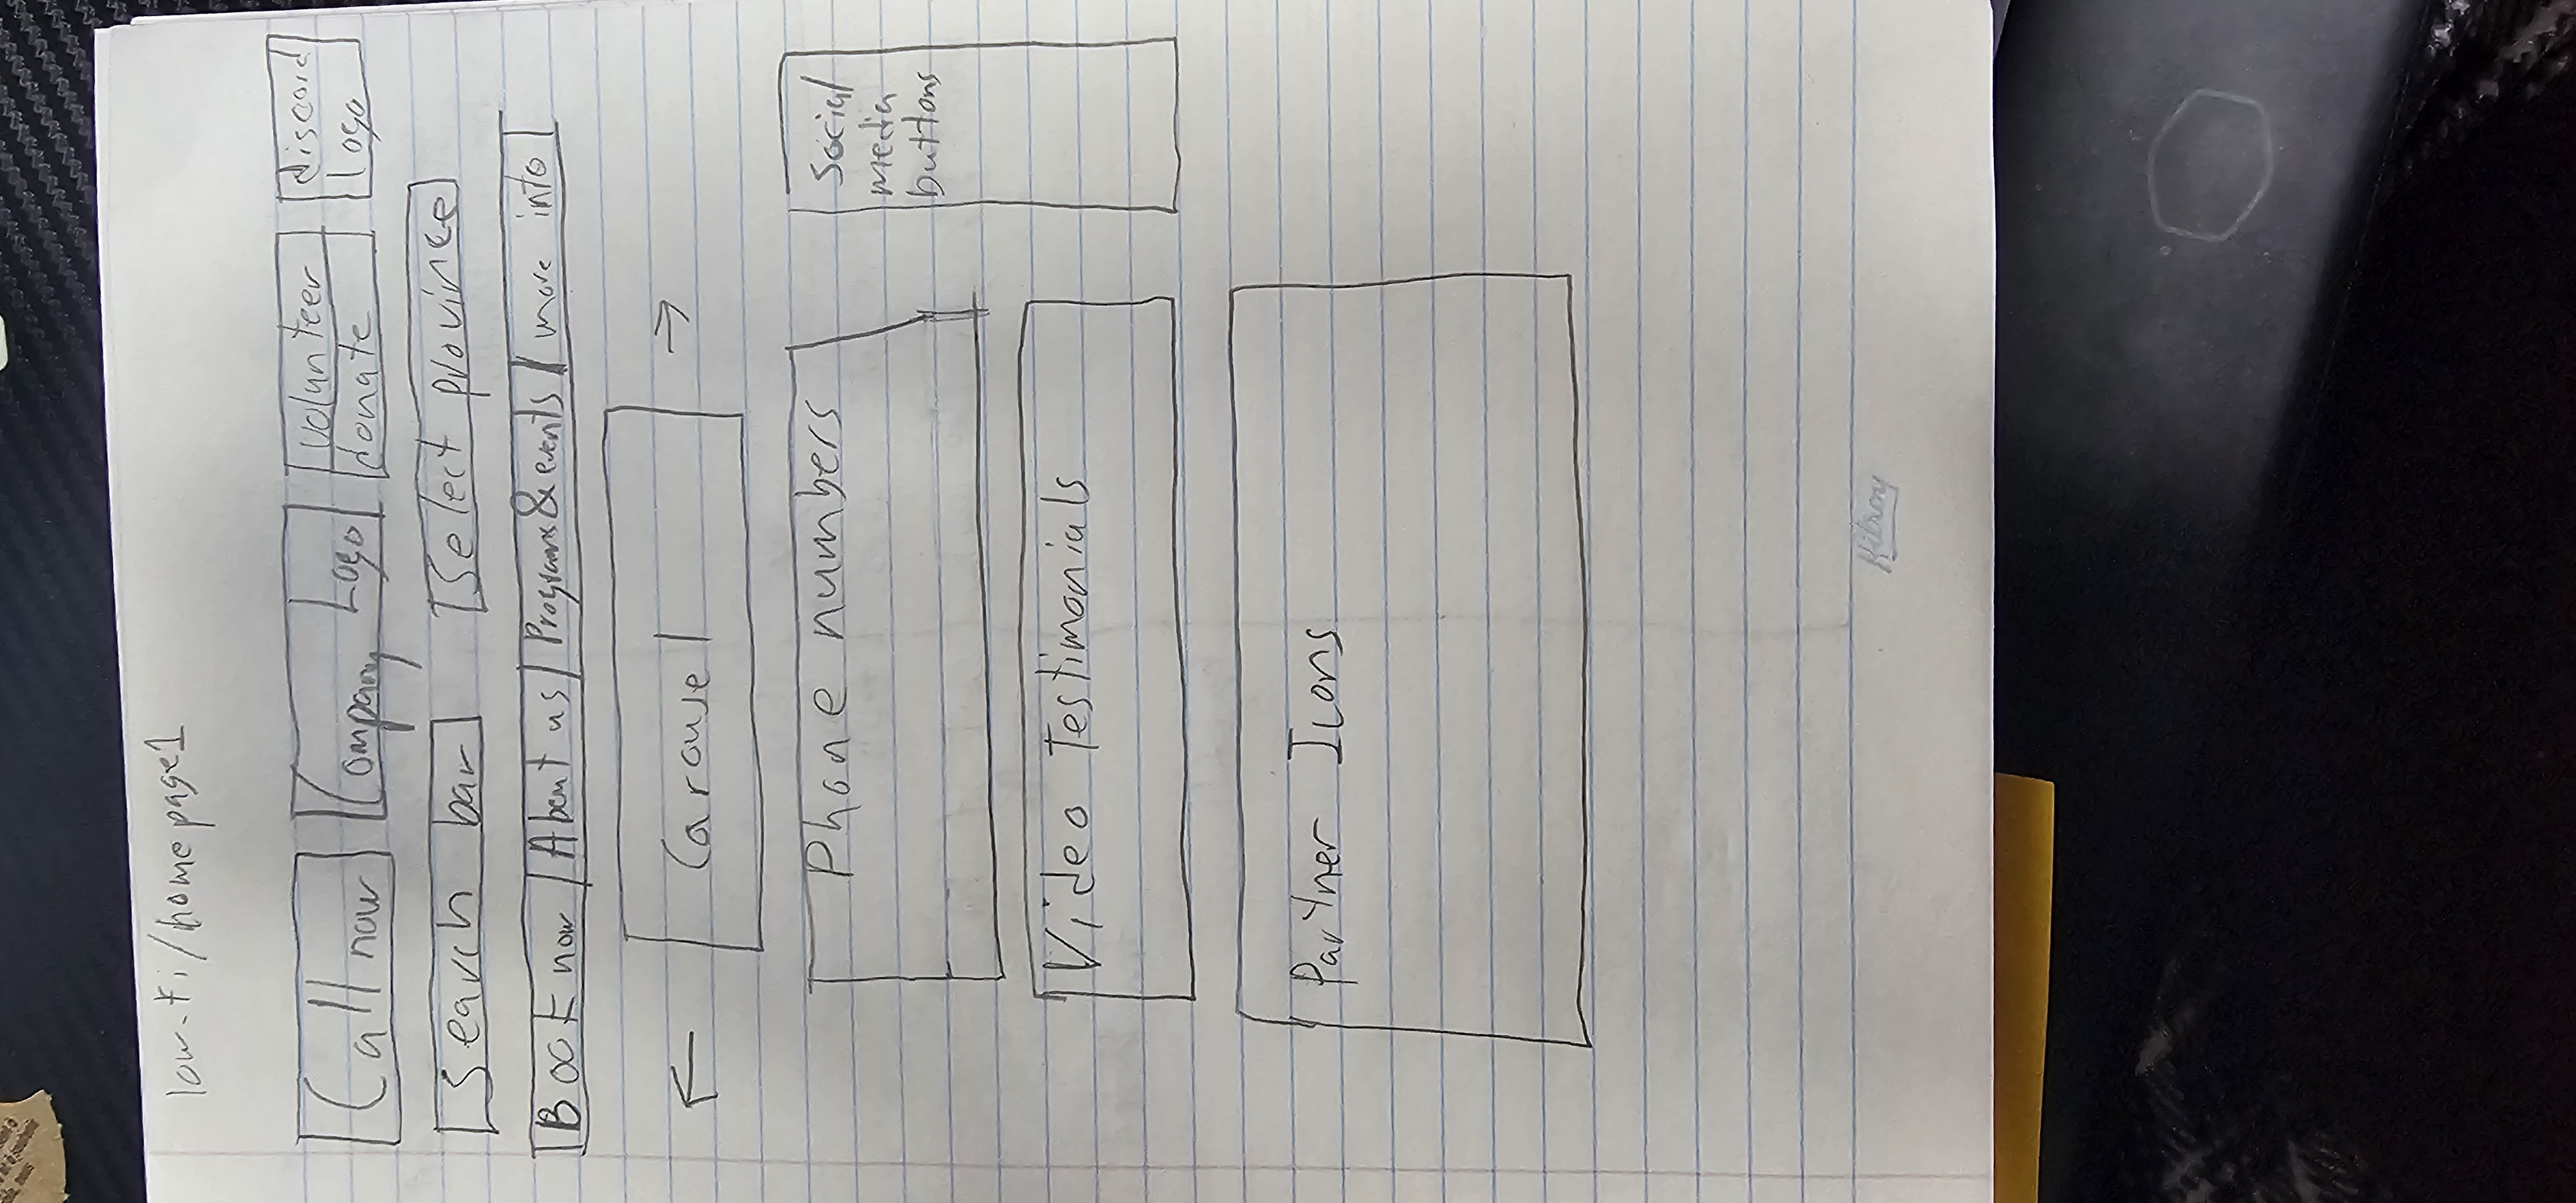 low-fi/homepage1
Call now
Company Logo
volunteer
donate
discord
logo
Search bar
Select province
Book now
About us
Programs & events
more info
Carousel
Phone numbers
Social
media
buttons
Video Testimonials
Partner Icons
Hilroy